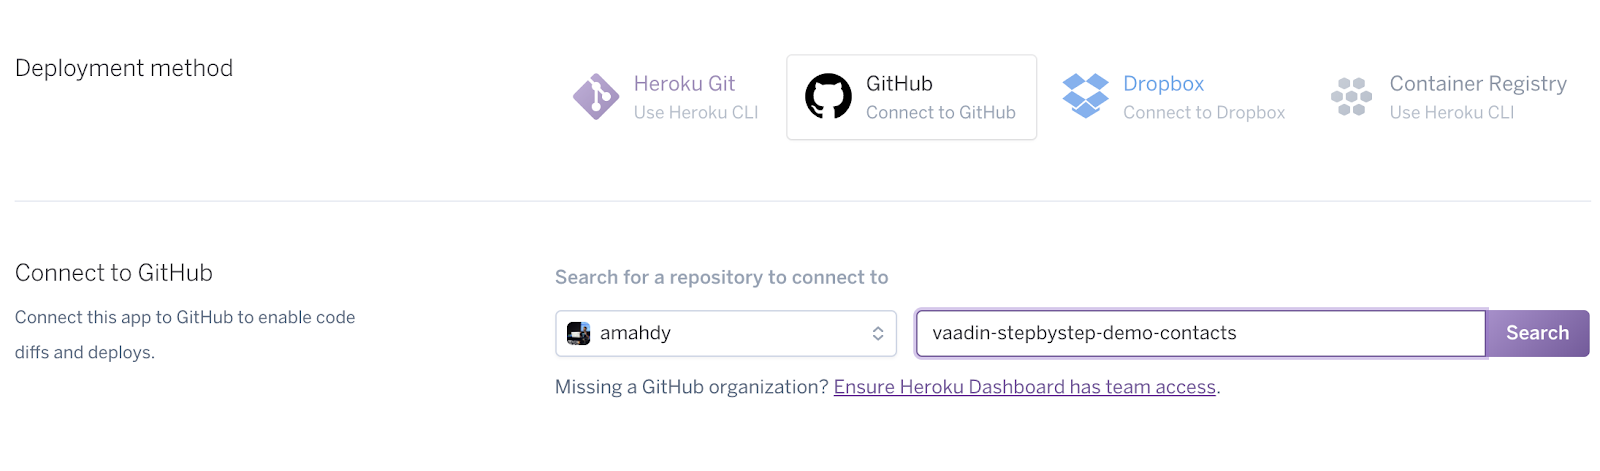 Deployment method
Heroku Git
Use Heroku CLI
GitHub
Connect to GitHub
Dropbox
Connect to Dropbox
Container Registry
Use Heroku CLI
Connect to GitHub
Connect this app to GitHub to enable code
diffs and deploys.
Search for a repository to connect to
amahdy
vaadin-stepbystep-demo-contacts
Search
Missing a GitHub organization? Ensure Heroku Dashboard has team access.